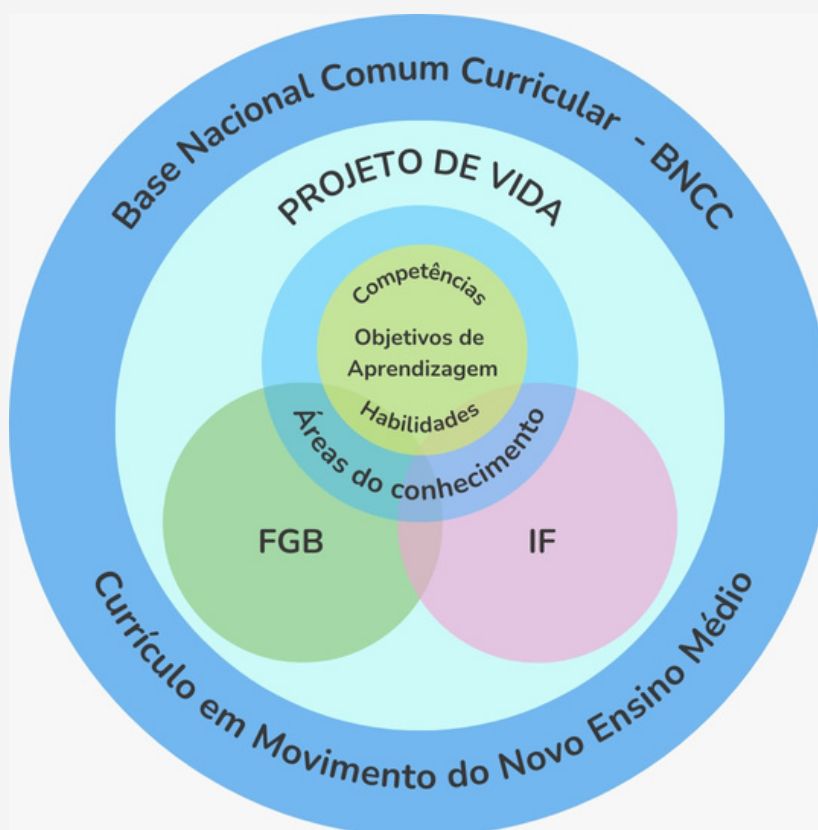 Base Nacional Comum Curricular - BNCC
PROJETO DE VIDA
Competências
Objetivos de
Aprendizagem
Habilidades
Áreas do conhecimento
FGB
IF
Currículo em Movimento do Novo Ensino Médio